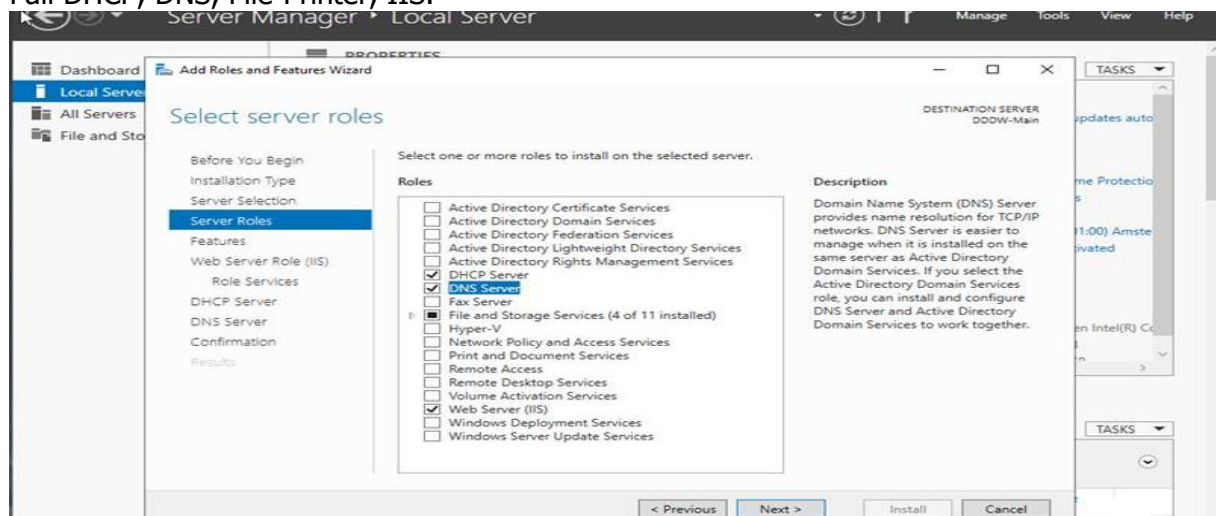 Full DHCP, DNS, File-Printer, IIS.
Server Manager • Local Server
Manage Tools View Help
PROPERTIES
Dashboard
Local Server
All Servers
File and Sto
TASKS
Add Roles and Features Wizard
Select server roles
DESTINATION SERVER
DDDW-Main
Before You Begin
Installation Type
Server Selection
Server Roles
Features
Web Server Role (IIS)
Role Services
DHCP Server
DNS Server
Confirmation
Results
Select one or more roles to install on the selected server.
Roles
Active Directory Certificate Services
Active Directory Domain Services
Active Directory Federation Services
Active Directory Lightweight Directory Services
Active Directory Rights Management Services
DHCP Server
DNS Server
Fax Server
File and Storage Services (4 of 11 installed)
Hyper-V
Network Policy and Access Services
Print and Document Services
Remote Access
Remote Desktop Services
Volume Activation Services
Web Server (IIS)
Windows Deployment Services
Windows Server Update Services
Description
Domain Name System (DNS) Server
provides name resolution for TCP/IP
networks. DNS Server is easier to
manage when it is installed on the
same server as Active Directory
Domain Services. If you select the
Active Directory Domain Services
role, you can install and configure
DNS Server and Active Directory
Domain Services to work together.
updates auto
me Protectio
s
1:00) Amste
ivated
en Intel(R) Co
TASKS
< Previous Next > Install Cancel